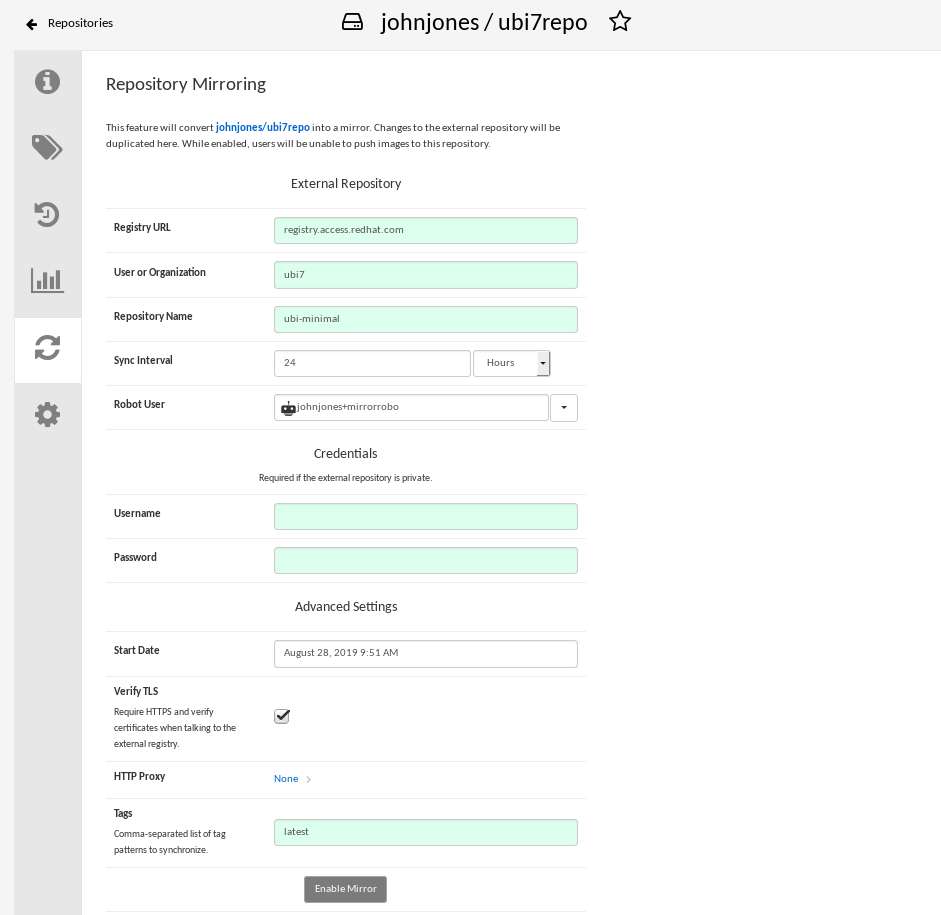 Repositories
johnjones / ubi7repo
Repository Mirroring
This feature will convert johnjones/ubi7repo into a mirror. Changes to the external repository will be
duplicated here. While enabled, users will be unable to push images to this repository.
External Repository
Registry URL
registry.access.redhat.com
User or Organization
ubi7
Repository Name
ubi-minimal
Sync Interval
24
Hours
Robot User
johnjones+mirrorrobo
Credentials
Required if the external repository is private.
Username
Password
Advanced Settings
Start Date
August 28, 2019 9:51 AM
Verify TLS
Require HTTPS and verify
certificates when talking to the
external registry.
HTTP Proxy
None
Tags
Comma-separated list of tag
patterns to synchronize.
latest
Enable Mirror